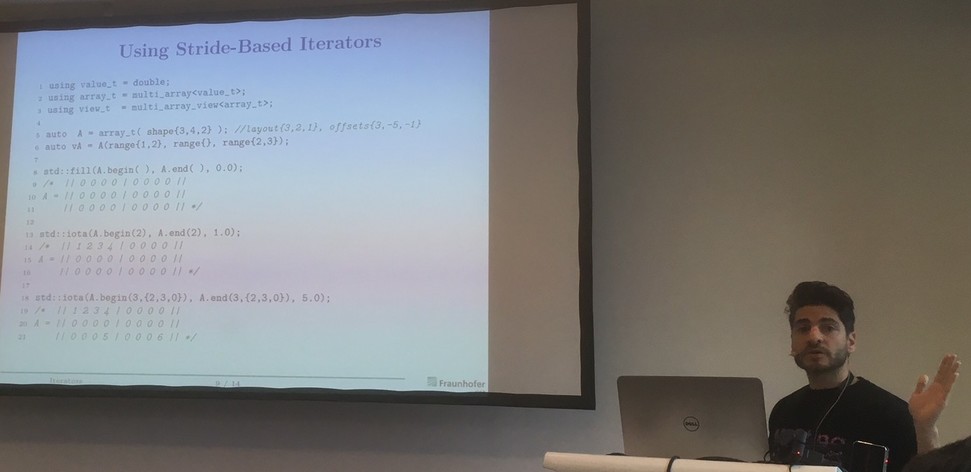 Using Stride-Based Iterators
1 using value_t = double;
2 using array_t = multi_array<value_t>;
3 using view_t = multi_array_view<array_t>;
4
5 auto A = array_t( shape{3,4,2} ); //layout{3,2,1}, offsets{3,-5,-1}
6 auto vA = A(range{1,2}, range{}, range{2,3});
7
8 std::fill(A.begin( ), A.end( ), 0.0);
9 /* || 0 0 0 0 | 0 0 0 0 ||
10 A = || 0 0 0 0 | 0 0 0 0 ||
11 || 0 0 0 0 | 0 0 0 0 || */
12
13 std::iota(A.begin(2), A.end(2), 1.0);
14 /* || 1 2 3 4 | 0 0 0 0 ||
15 A = || 0 0 0 0 | 0 0 0 0 ||
16 || 0 0 0 0 | 0 0 0 0 || */
17
18 std::iota(A.begin(3,{2,3,0}), A.end(3,{2,3,0}), 5.0);
19 /* || 1 2 3 4 | 0 0 0 0 ||
20 A = || 0 0 0 0 | 0 0 0 0 ||
21 || 0 0 0 5 | 0 0 0 6 || */
Iteration
9 / 14
Fraunhofer
DELL